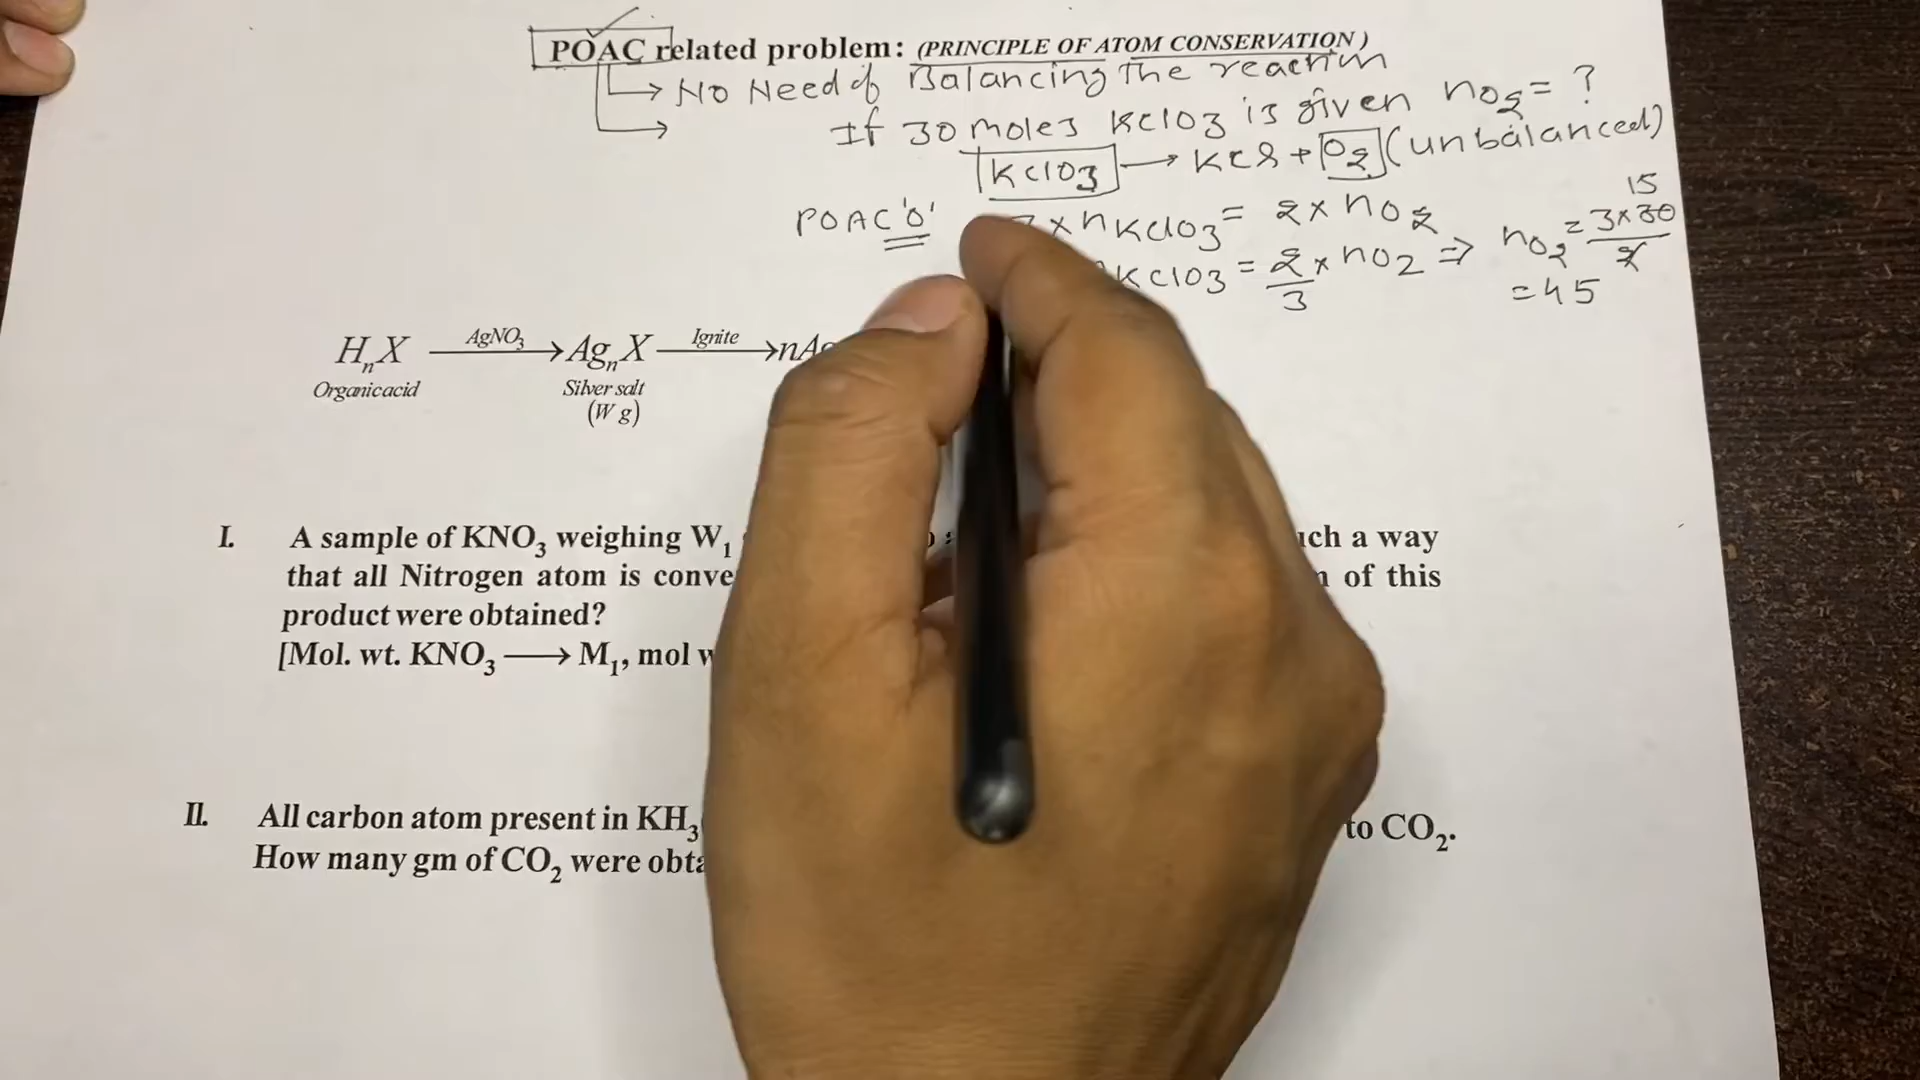 POAC related problem: (PRINCIPLE OF ATOM CONSERVATION)
→ No Need of Balancing the reaction
→ If 30 moles KClO3 is given nO2 = ?
KClO3 → KCl + O2 (unbalanced)
POAC 'O' × nKClO3 = 2 × nO2
KClO3 = 2/3 × nO2 ⇒ nO2 = 3×30/2 15
= 45
HnX AgNO3 → AgnX Ignite →
Organic acid Silver salt
(W g)
I. A sample of KNO3 weighing W1 such a way
that all Nitrogen atom is of this
product were obtained?
[Mol. wt. KNO3 → M1, mol
II. All carbon atom present in KH3 to CO2.
How many gm of CO2 were